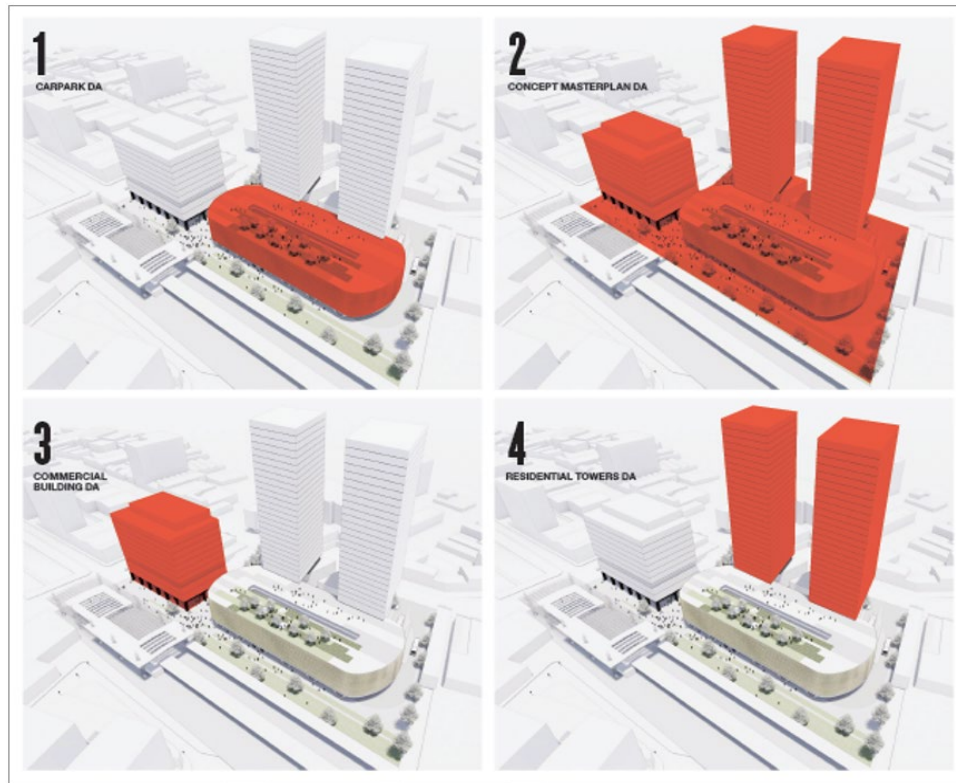 1
CARPARK DA
2
CONCEPT MASTERPLAN DA
3
COMMERCIAL
BUILDING DA
4
RESIDENTIAL TOWERS DA